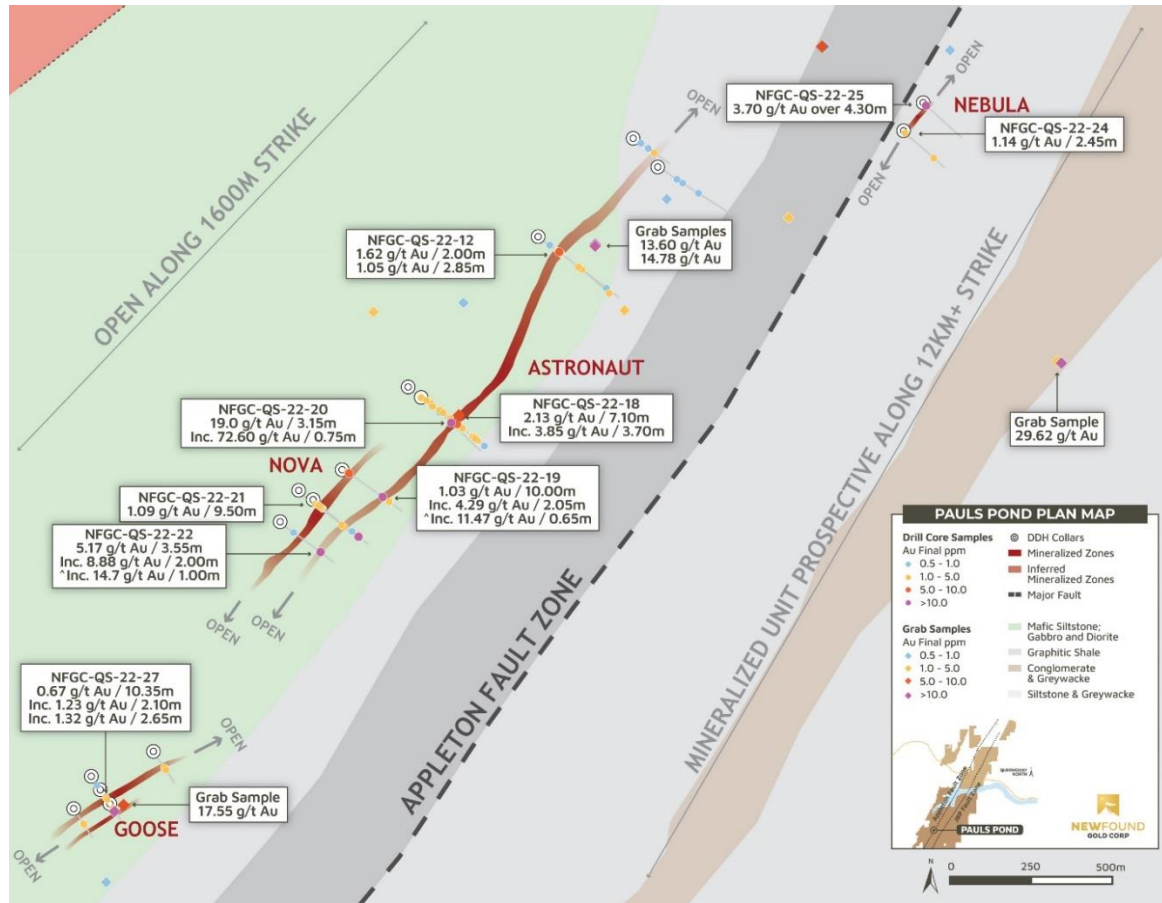 OPEN ALONG 1600M STRIKE
OPEN
NFGC-QS-22-25
3.70 g/t Au over 4.30m
OPEN
NEBULA
NFGC-QS-22-24
1.14 g/t Au / 2.45m
OPEN
NFGC-QS-22-12
1.62 g/t Au / 2.00m
1.05 g/t Au / 2.85m
Grab Samples
13.60 g/t Au
14.78 g/t Au
ASTRONAUT
NFGC-QS-22-20
19.0 g/t Au / 3.15m
Inc. 72.60 g/t Au / 0.75m
NFGC-QS-22-18
2.13 g/t Au / 7.10m
Inc. 3.85 g/t Au / 3.70m
Grab Sample
29.62 g/t Au
NOVA
NFGC-QS-22-21
1.09 g/t Au / 9.50m
NFGC-QS-22-19
1.03 g/t Au / 10.00m
Inc. 4.29 g/t Au / 2.05m
^Inc. 11.47 g/t Au / 0.65m
NFGC-QS-22-22
5.17 g/t Au / 3.55m
Inc. 8.88 g/t Au / 2.00m
^Inc. 14.7 g/t Au / 1.00m
OPEN
OPEN
APPLETON FAULT ZONE
MINERALIZED UNIT PROSPECTIVE ALONG 12KM+ STRIKE
NFGC-QS-22-27
0.67 g/t Au / 10.35m
Inc. 1.23 g/t Au / 2.10m
Inc. 1.32 g/t Au / 2.65m
OPEN
Grab Sample
17.55 g/t Au
GOOSE
OPEN
PAULS POND PLAN MAP
Drill Core Samples
Au Final ppm
0.5 - 1.0
1.0 - 5.0
5.0 - 10.0
>10.0
Grab Samples
Au Final ppm
0.5 - 1.0
1.0 - 5.0
5.0 - 10.0
>10.0
DDH Collars
Mineralized Zones
Inferred
Mineralized Zones
Major Fault
Mafic Siltstone;
Gabbro and Diorite
Graphitic Shale
Conglomerate
& Greywacke
Siltstone & Greywacke
QUEENSWAY
NORTH
Appleton Fault Zone
JBP Fault Zone
PAULS POND
NEWFOUND
GOLD CORP
N
0 250 500m